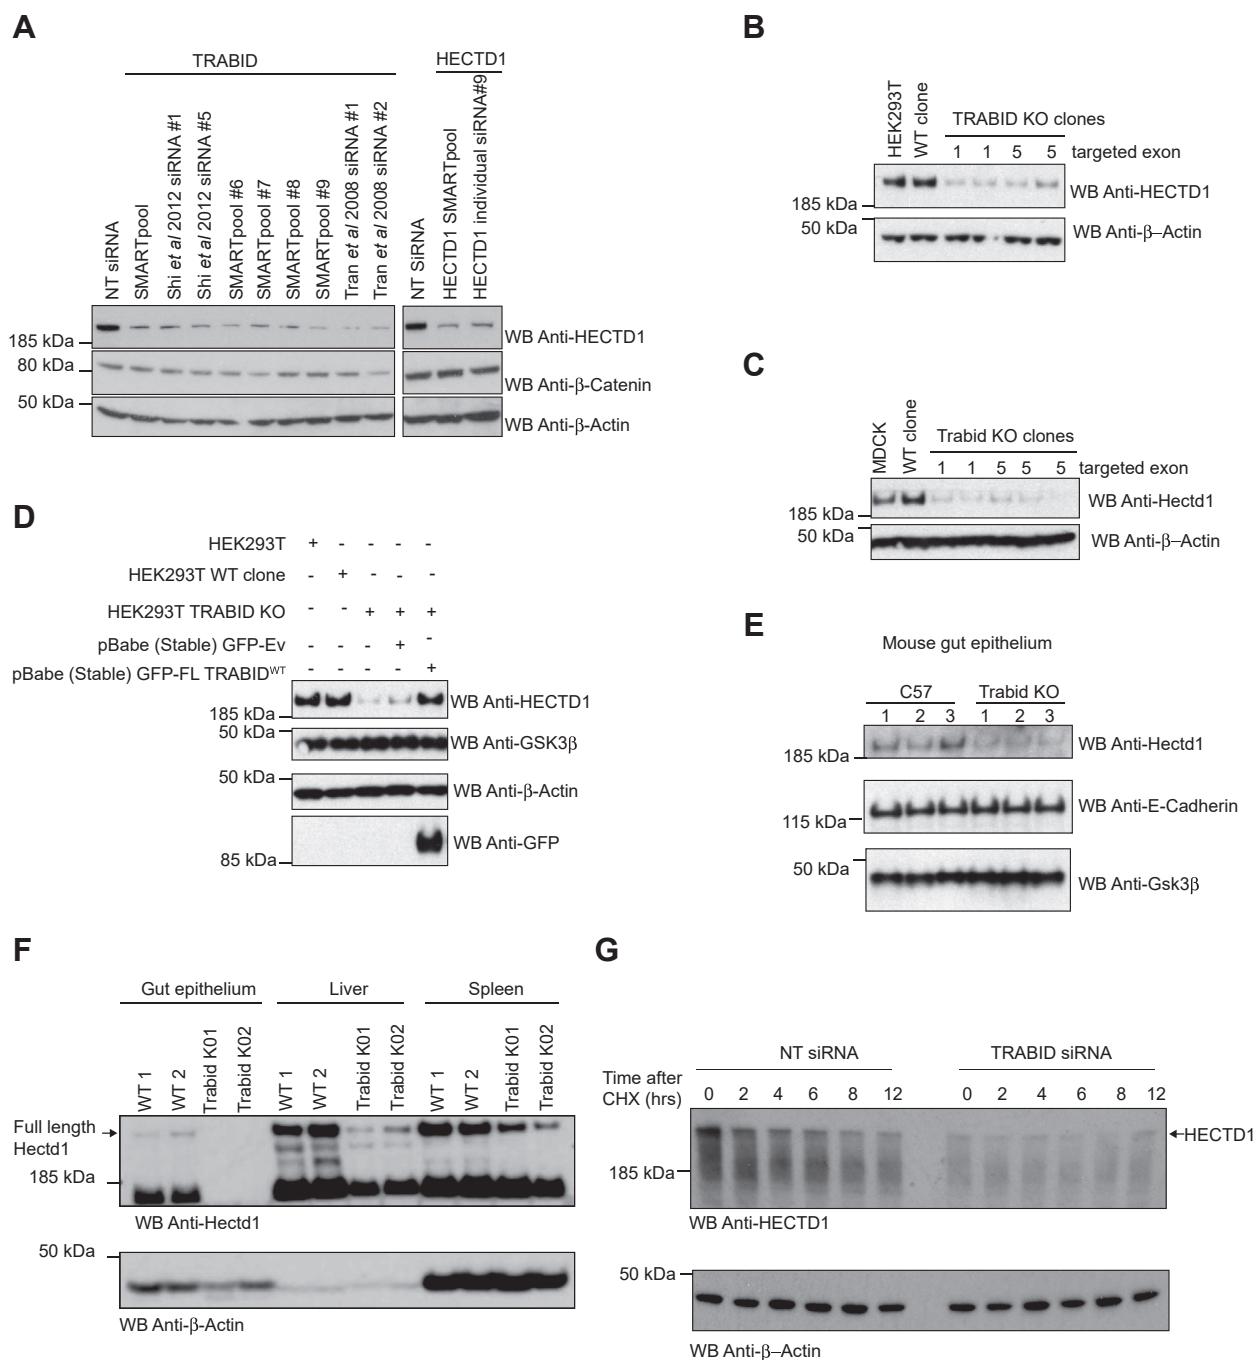 A
TRABID
HECTD1
NT siRNA
SMARTpool
Shi et al 2012 siRNA #1
Shi et al 2012 siRNA #5
SMARTpool #6
SMARTpool #7
SMARTpool #8
SMARTpool #9
Tran et al 2008 siRNA #1
Tran et al 2008 siRNA #2
NT SiRNA
HECTD1 SMARTpool
HECTD1 individual siRNA#9
185 kDa
WB Anti-HECTD1
80 kDa
WB Anti-β-Catenin
50 kDa
WB Anti-β-Actin
B
HEK293T
WT clone
TRABID KO clones
1 1 5 5 targeted exon
WB Anti-HECTD1
185 kDa
50 kDa
WB Anti-β–Actin
C
MDCK
WT clone
Trabid KO clones
1 1 5 5 5 targeted exon
WB Anti-Hectd1
185 kDa
50 kDa
WB Anti-β–Actin
D
HEK293T + - - - -
HEK293T WT clone - + - - -
HEK293T TRABID KO - - + + +
pBabe (Stable) GFP-Ev - - - + -
pBabe (Stable) GFP-FL TRABIDᵂᵀ - - - - +
WB Anti-HECTD1
185 kDa
50 kDa
WB Anti-GSK3β
50 kDa
WB Anti-β-Actin
WB Anti-GFP
85 kDa
E
Mouse gut epithelium
C57 Trabid KO
1 2 3 1 2 3
WB Anti-Hectd1
185 kDa
WB Anti-E-Cadherin
115 kDa
50 kDa
WB Anti-Gsk3β
F
Gut epithelium Liver Spleen
WT 1
WT 2
Trabid K01
Trabid K02
WT 1
WT 2
Trabid K01
Trabid K02
WT 1
WT 2
Trabid K01
Trabid K02
Full length
Hectd1
185 kDa
WB Anti-Hectd1
50 kDa
WB Anti-β-Actin
G
NT siRNA TRABID siRNA
Time after
CHX (hrs)
0 2 4 6 8 12 0 2 4 6 8 12
HECTD1
185 kDa
WB Anti-HECTD1
50 kDa
WB Anti-β–Actin